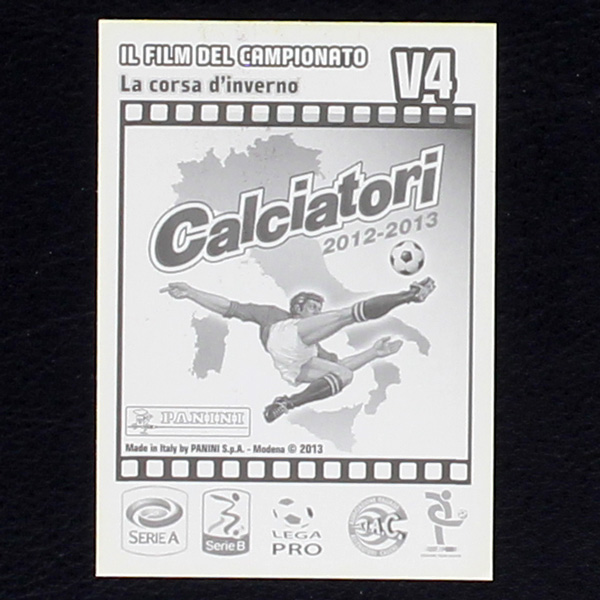 IL FILM DEL CAMPIONATO
La corsa d'inverno
V4
Calciatori
2012-2013
PANINI
Made in Italy by PANINI S.p.A. - Modena © 2013
SERIE A
Serie B
LEGA
PRO